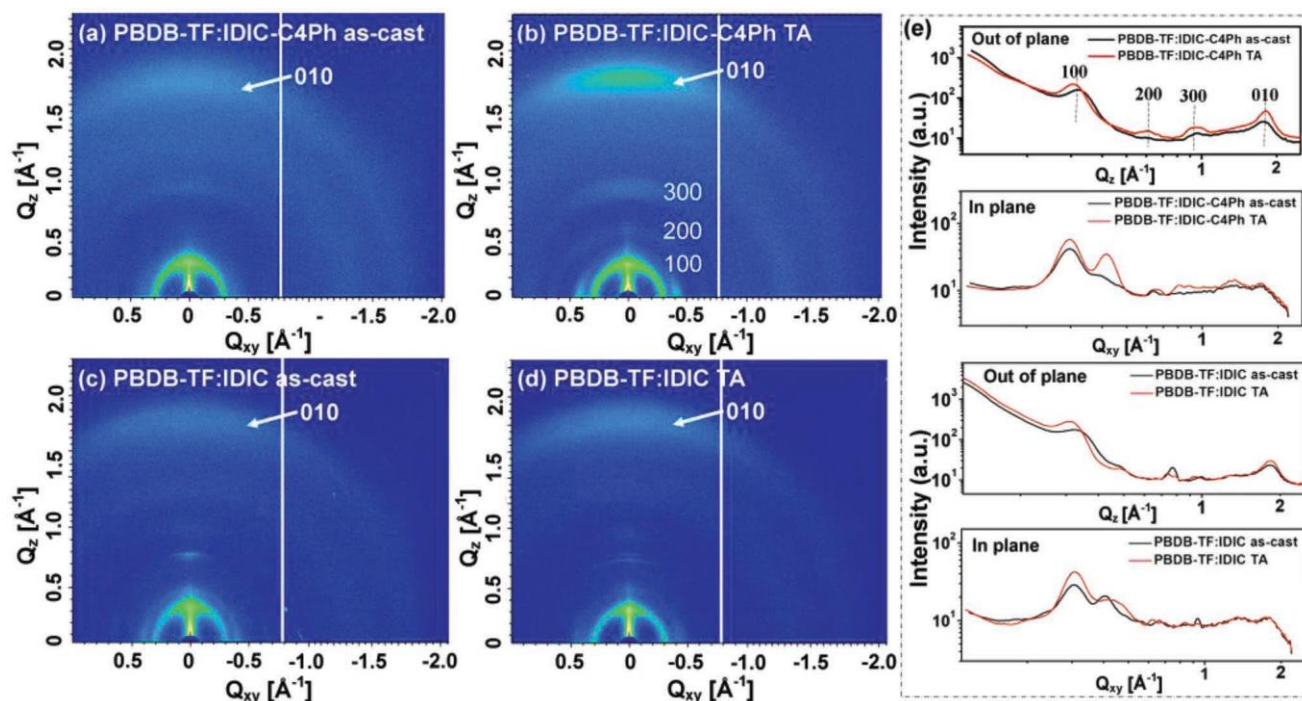 (a) PBDB-TF:IDIC-C4Ph as-cast
010
2.0
1.5
1.0
0.5
0
Qz [Å-1]
0.5 0 -0.5 - -1.5 -2.0
Qxy [Å-1]
(b) PBDB-TF:IDIC-C4Ph TA
010
300
200
100
2.0
1.5
1.0
0.5
0
Qz [Å-1]
0.5 0 -0.5 -1.0 -1.5 -2.0
Qxy [Å-1]
(c) PBDB-TF:IDIC as-cast
010
2.0
1.5
1.0
0.5
0
Qz [Å-1]
0.5 0 -0.5 -1.0 -1.5 -2.0
Qxy [Å-1]
(d) PBDB-TF:IDIC TA
010
2.0
1.5
1.0
0.5
0
Qz [Å-1]
0.5 0 -0.5 -1.0 -1.5 -2.0
Qxy [Å-1]
(e)
Out of plane
PBDB-TF:IDIC-C4Ph as-cast
PBDB-TF:IDIC-C4Ph TA
100 200 300 010
10³
10²
10¹
1 2
Qz [Å-1]
In plane
PBDB-TF:IDIC-C4Ph as-cast
PBDB-TF:IDIC-C4Ph TA
10²
10¹
1 2
Qxy [Å-1]
Intensity (a.u.)
Out of plane
PBDB-TF:IDIC as-cast
PBDB-TF:IDIC TA
10³
10²
10¹
1 2
Qz [Å-1]
In plane
PBDB-TF:IDIC as-cast
PBDB-TF:IDIC TA
10²
10¹
1 2
Qxy [Å-1]
Intensity (a.u.)